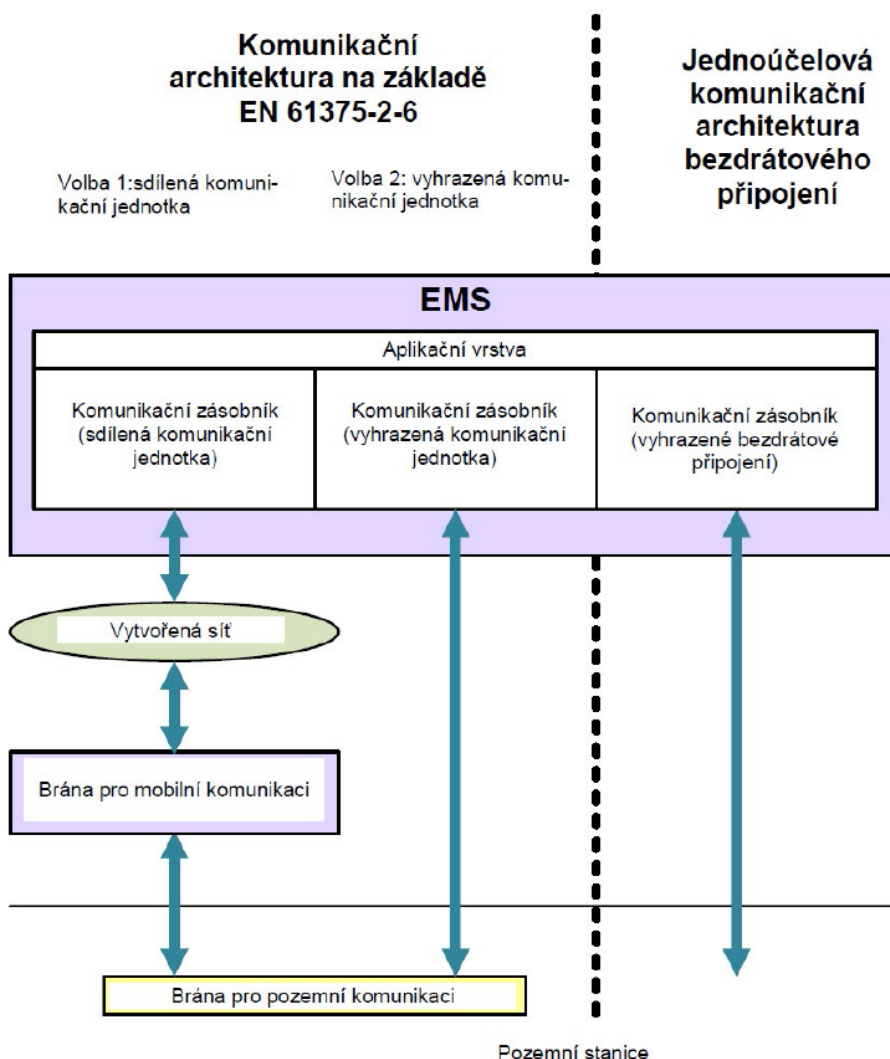 Komunikační
architektura na základě
EN 61375-2-6
Jednoúčelová
komunikační
architektura
bezdrátového
připojení
Volba 1:sdílená komuni-
kační jednotka
Volba 2: vyhrazená komu-
nikační jednotka
EMS
Aplikační vrstva
Komunikační zásobník
(sdílená komunikační
jednotka)
Komunikační zásobník
(vyhrazená komunikační
jednotka)
Komunikační zásobník
(vyhrazené bezdrátové
připojení)
Vytvořená síť
Brána pro mobilní komunikaci
Brána pro pozemní komunikaci
Pozemní stanice